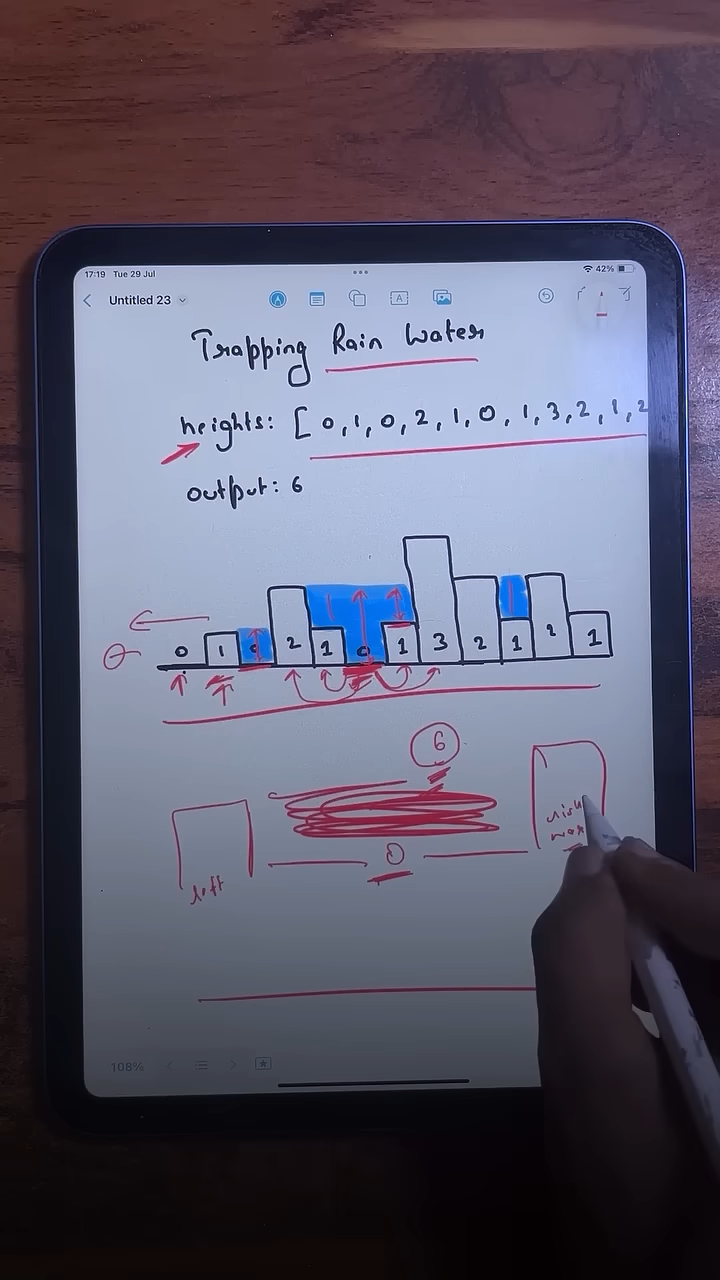 17:19 Tue 29 Jul
42%
Untitled 23
A
Trapping Rain Water
heights: [ 0, 1, 0, 2, 1, 0, 1, 3, 2, 1, 2
output: 6
0 1 0 2 1 0 1 3 2 1 2 1
6
left
0
108%